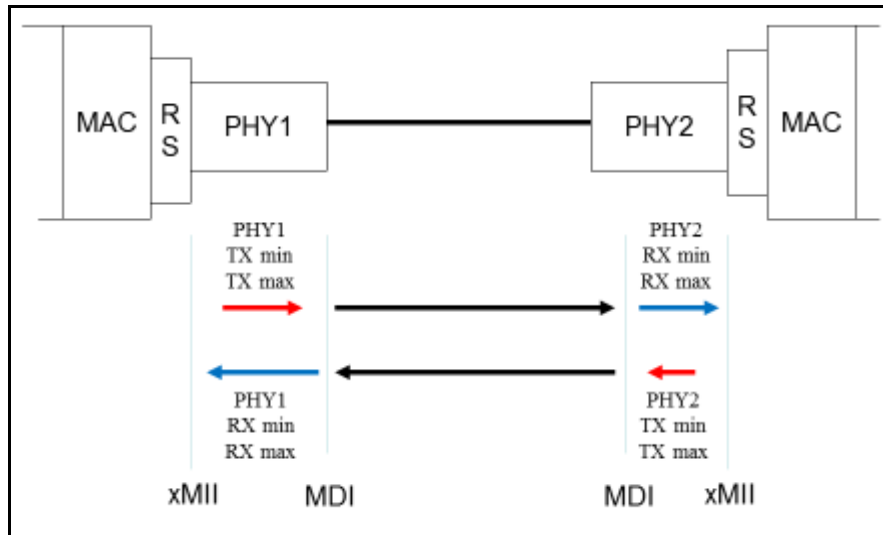 MAC
R
S
PHY1
PHY2
R
S
MAC
PHY1
TX min
TX max
PHY2
RX min
RX max
PHY1
RX min
RX max
PHY2
TX min
TX max
xMII
MDI
MDI
xMII